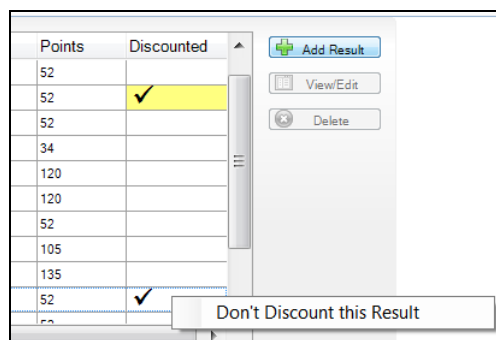 Points Discounted
Add Result
52
52 ✓
View/Edit
52
34
Delete
120
120
52
105
135
52 ✓
Don't Discount this Result